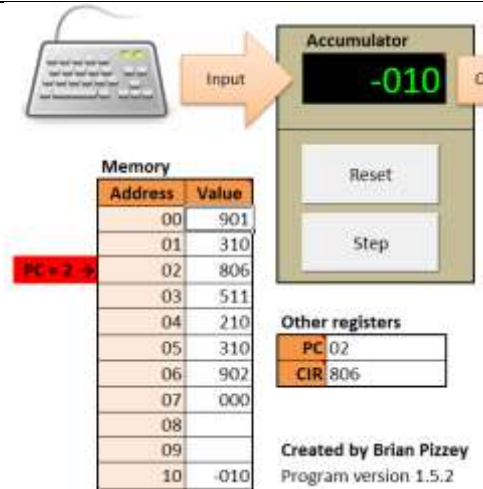 Accumulator
-010
Input
Reset
Step
Memory
Address Value
00 901
01 310
PC = 2 → 02 806
03 511
04 210
05 310
06 902
07 000
08
09
10 -010
Other registers
PC 02
CIR 806
Created by Brian Pizzey
Program version 1.5.2